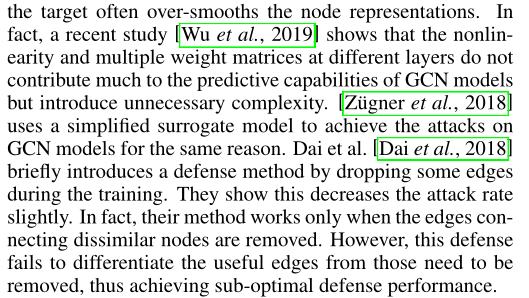 the target often over-smooths the node representations. In
fact, a recent study [Wu et al., 2019] shows that the nonlin-
earity and multiple weight matrices at different layers do not
contribute much to the predictive capabilities of GCN models
but introduce unnecessary complexity. [Zügner et al., 2018]
uses a simplified surrogate model to achieve the attacks on
GCN models for the same reason. Dai et al. [Dai et al., 2018]
briefly introduces a defense method by dropping some edges
during the training. They show this decreases the attack rate
slightly. In fact, their method works only when the edges con-
necting dissimilar nodes are removed. However, this defense
fails to differentiate the useful edges from those need to be
removed, thus achieving sub-optimal defense performance.